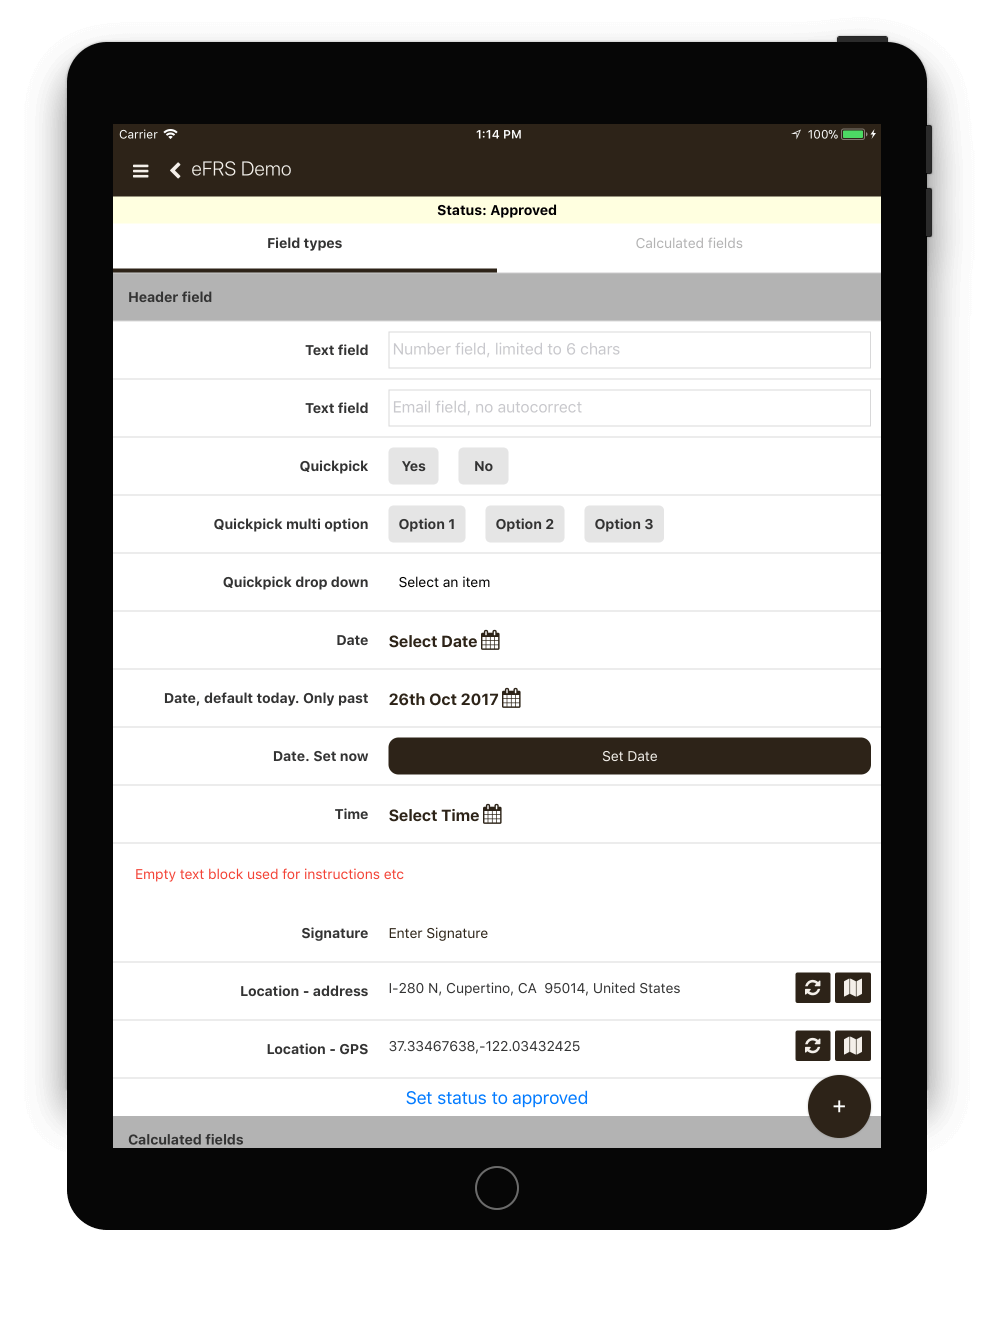 Carrier 1:14 PM 100%
eFRS Demo
Status: Approved
Field types Calculated fields
Header field
Text field Number field, limited to 6 chars
Text field Email field, no autocorrect
Quickpick Yes No
Quickpick multi option Option 1 Option 2 Option 3
Quickpick drop down Select an item
Date Select Date
Date, default today. Only past 26th Oct 2017
Date. Set now Set Date
Time Select Time
Empty text block used for instructions etc
Signature Enter Signature
Location - address I-280 N, Cupertino, CA  95014, United States
Location - GPS 37.33467638,-122.03432425
Set status to approved
+
Calculated fields